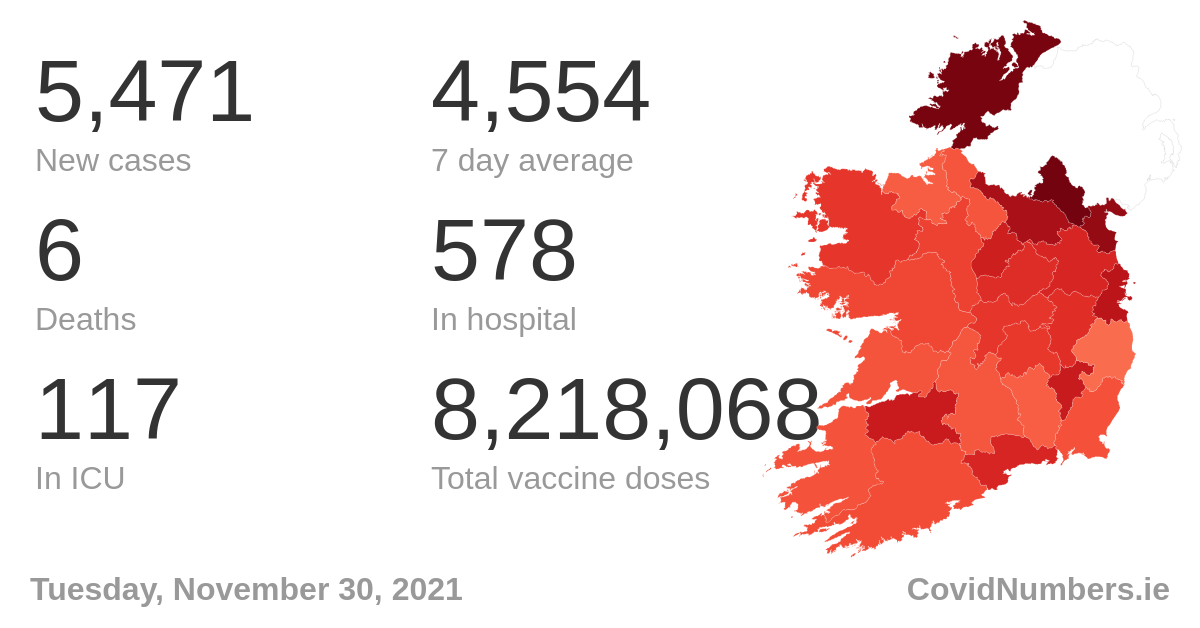 5,471
4,554
New cases
7 day average
6
578
Deaths
In hospital
117
8,218,068
In ICU
Total vaccine doses
Tuesday, November 30, 2021
CovidNumbers.ie